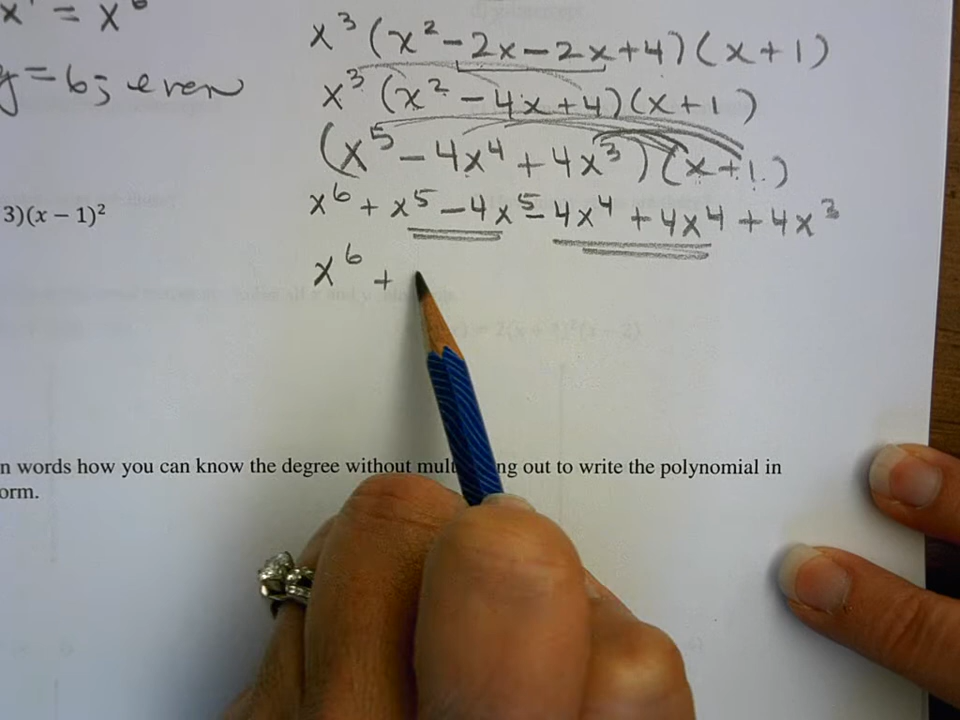 = x⁶
y = 6; even
x³(x² - 2x - 2x + 4)(x + 1)
x³(x² - 4x + 4)(x + 1)
(x⁵ - 4x⁴ + 4x³)(x + 1)
3)(x – 1)²
x⁶ + x⁵ - 4x⁵ - 4x⁴ + 4x⁴ + 4x³
x⁶ +
n words how you can know the degree without mult ng out to write the polynomial in
orm.